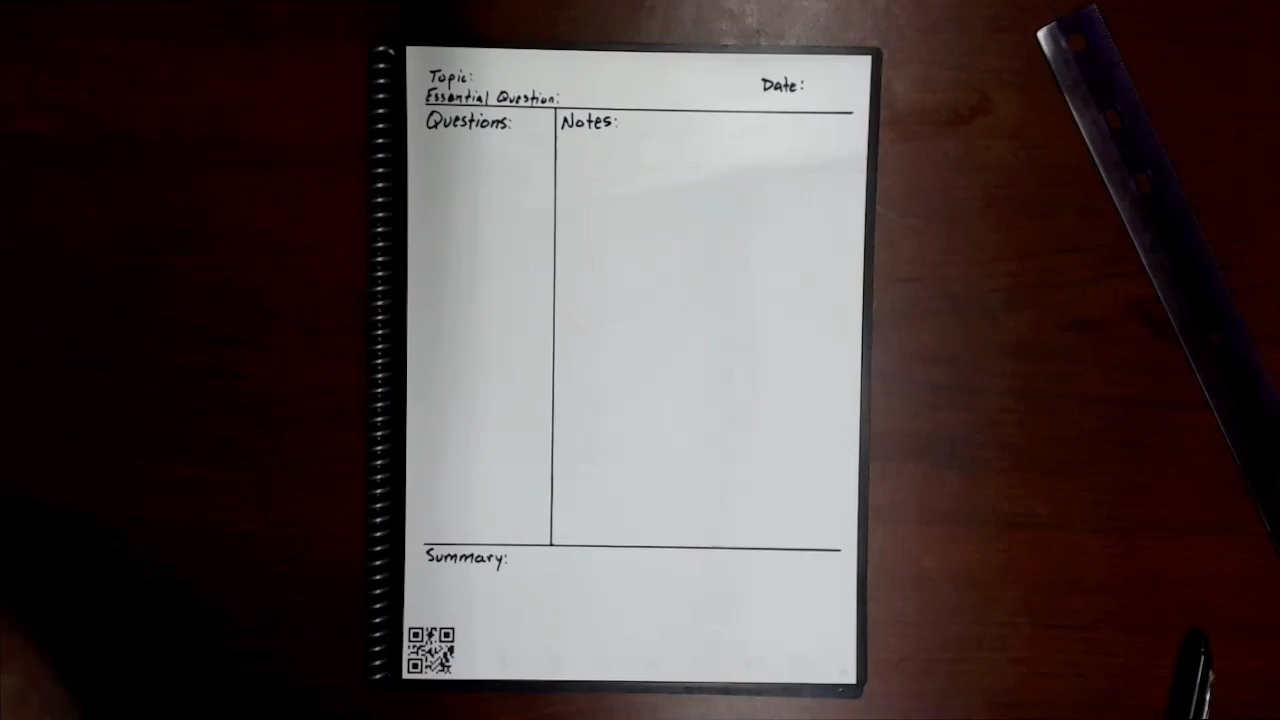 Topic:
Date:
Essential Question:
Questions:
Notes:
Summary: